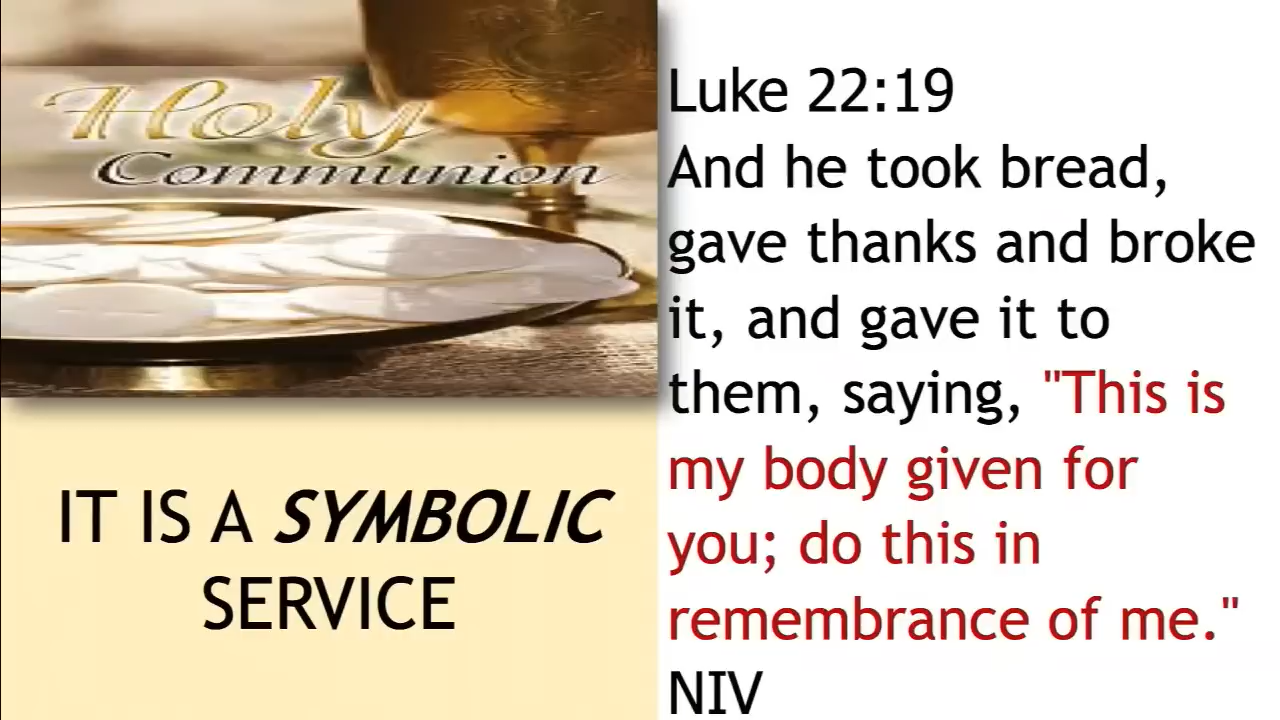 Holy
Communion
IT IS A SYMBOLIC
SERVICE
Luke 22:19
And he took bread,
gave thanks and broke
it, and gave it to
them, saying, "This is
my body given for
you; do this in
remembrance of me."
NIV